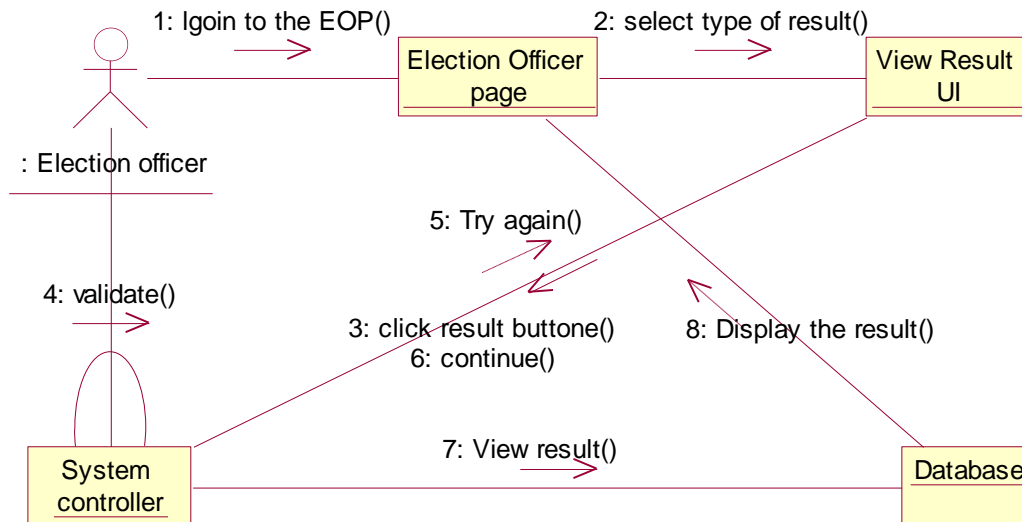 1: lgoin to the EOP()
2: select type of result()
Election Officer
page
View Result
UI
: Election officer
5: Try again()
4: validate()
3: click result buttone()
6: continue()
8: Display the result()
7: View result()
System
controller
Database